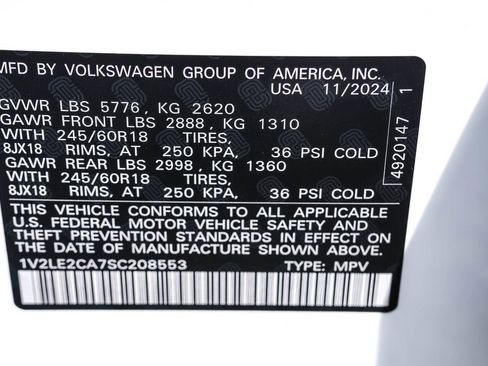 MFD BY VOLKSWAGEN GROUP OF AMERICA, INC.
USA 11/2024
GVWR LBS 5776 , KG 2620
GAWR FRONT LBS 2888 , KG 1310
WITH 245/60R18 TIRES,
8JX18 RIMS, AT 250 KPA, 36 PSI COLD
GAWR REAR LBS 2998 , KG 1360
WITH 245/60R18 TIRES,
8JX18 RIMS, AT 250 KPA, 36 PSI COLD
THIS VEHICLE CONFORMS TO ALL APPLICABLE
U.S. FEDERAL MOTOR VEHICLE SAFETY AND
THEFT PREVENTION STANDARDS IN EFFECT ON
THE DATE OF MANUFACTURE SHOWN ABOVE.
1V2LE2CA7SC208553 TYPE: MPV
4920147 1